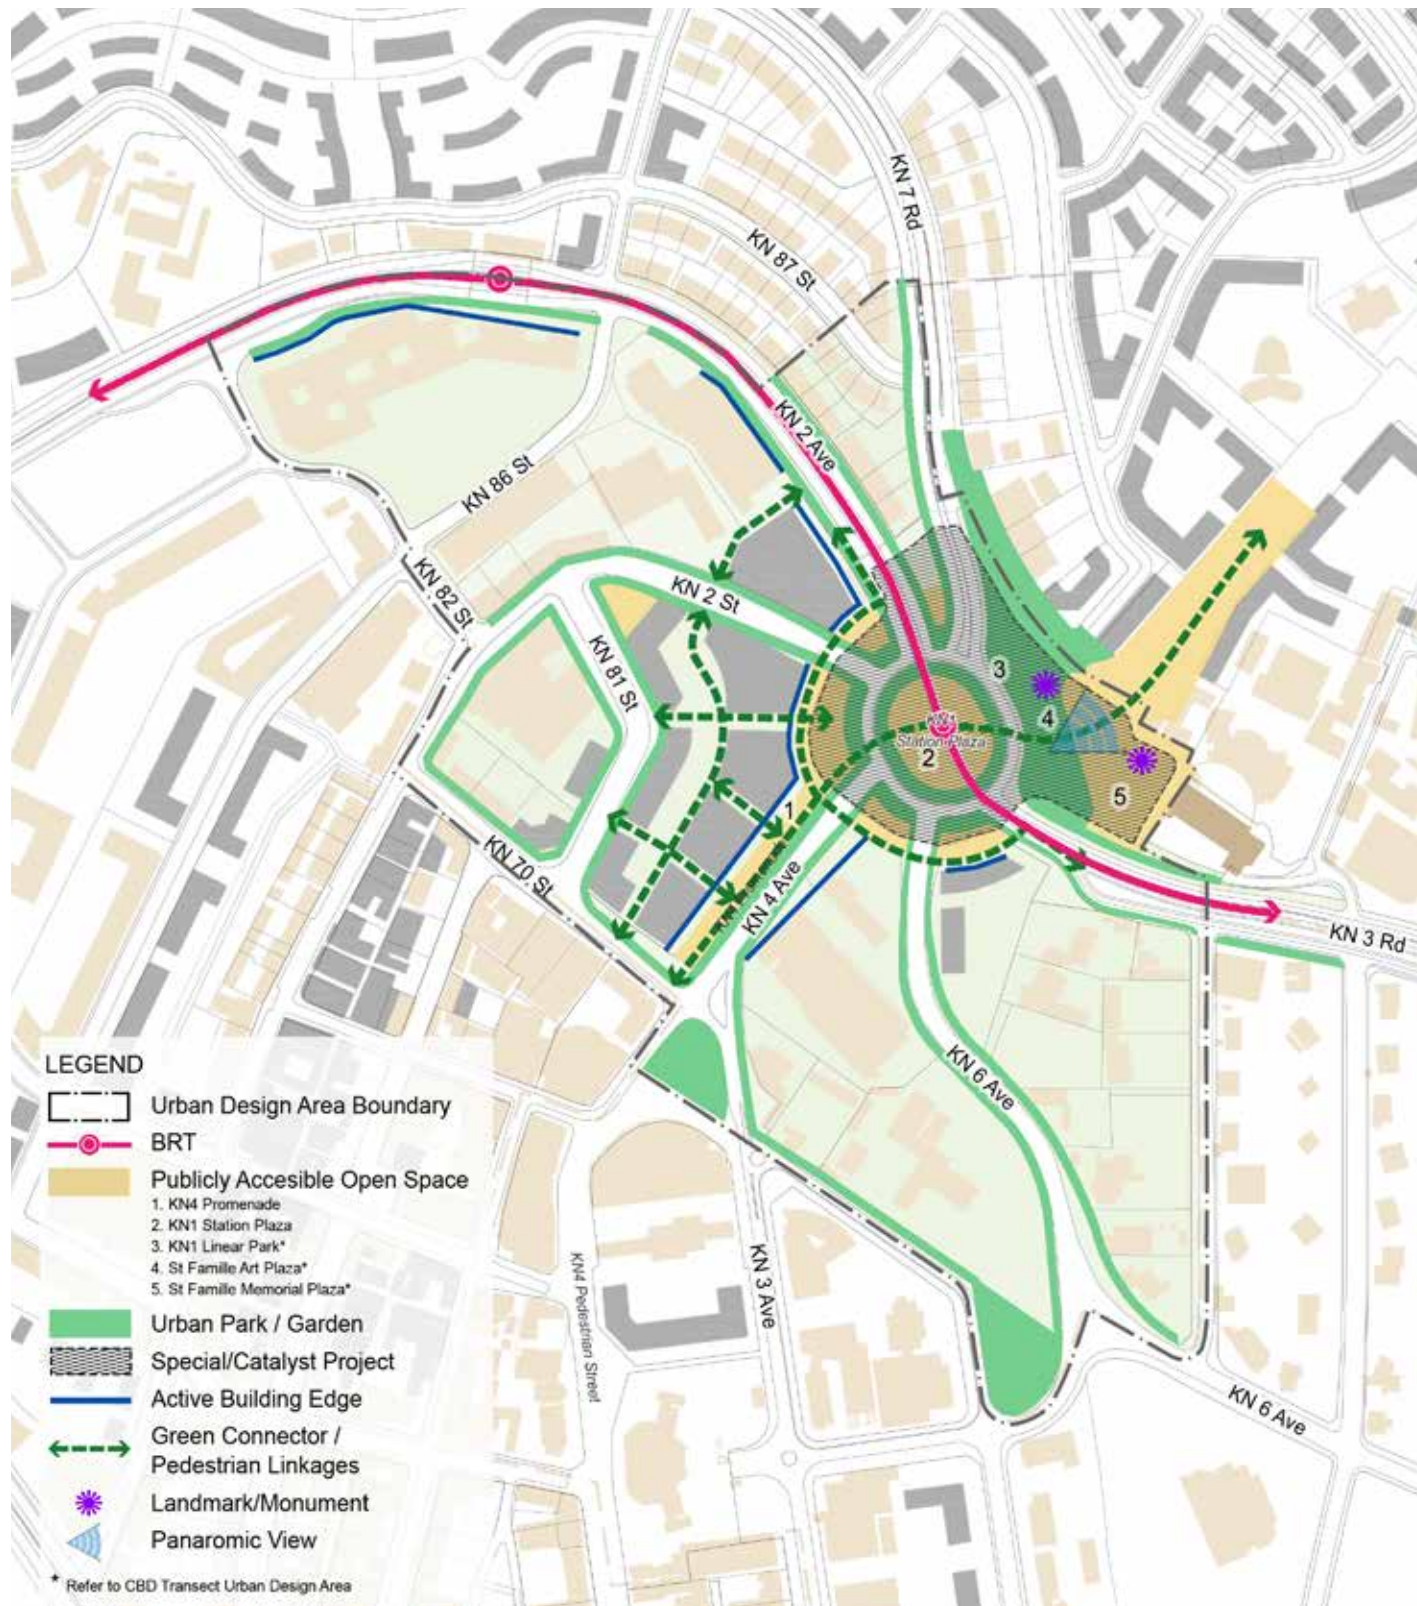 KN 7 Rd
KN 87 St
KN 2 Ave
KN 86 St
KN 82 St
KN 2 St
KN 81 St
3
4
KN1
Station Plaza
2
5
1
KN 70 St
KN 4 Ave
KN 3 Rd
KN 6 Ave
KN 3 Ave
KN4 Pedestrian Street
KN 6 Ave
LEGEND
Urban Design Area Boundary
BRT
Publicly Accesible Open Space
1. KN4 Promenade
2. KN1 Station Plaza
3. KN1 Linear Park*
4. St Famille Art Plaza*
5. St Famille Memorial Plaza*
Urban Park / Garden
Special/Catalyst Project
Active Building Edge
Green Connector /
Pedestrian Linkages
Landmark/Monument
Panaromic View
* Refer to CBD Transect Urban Design Area